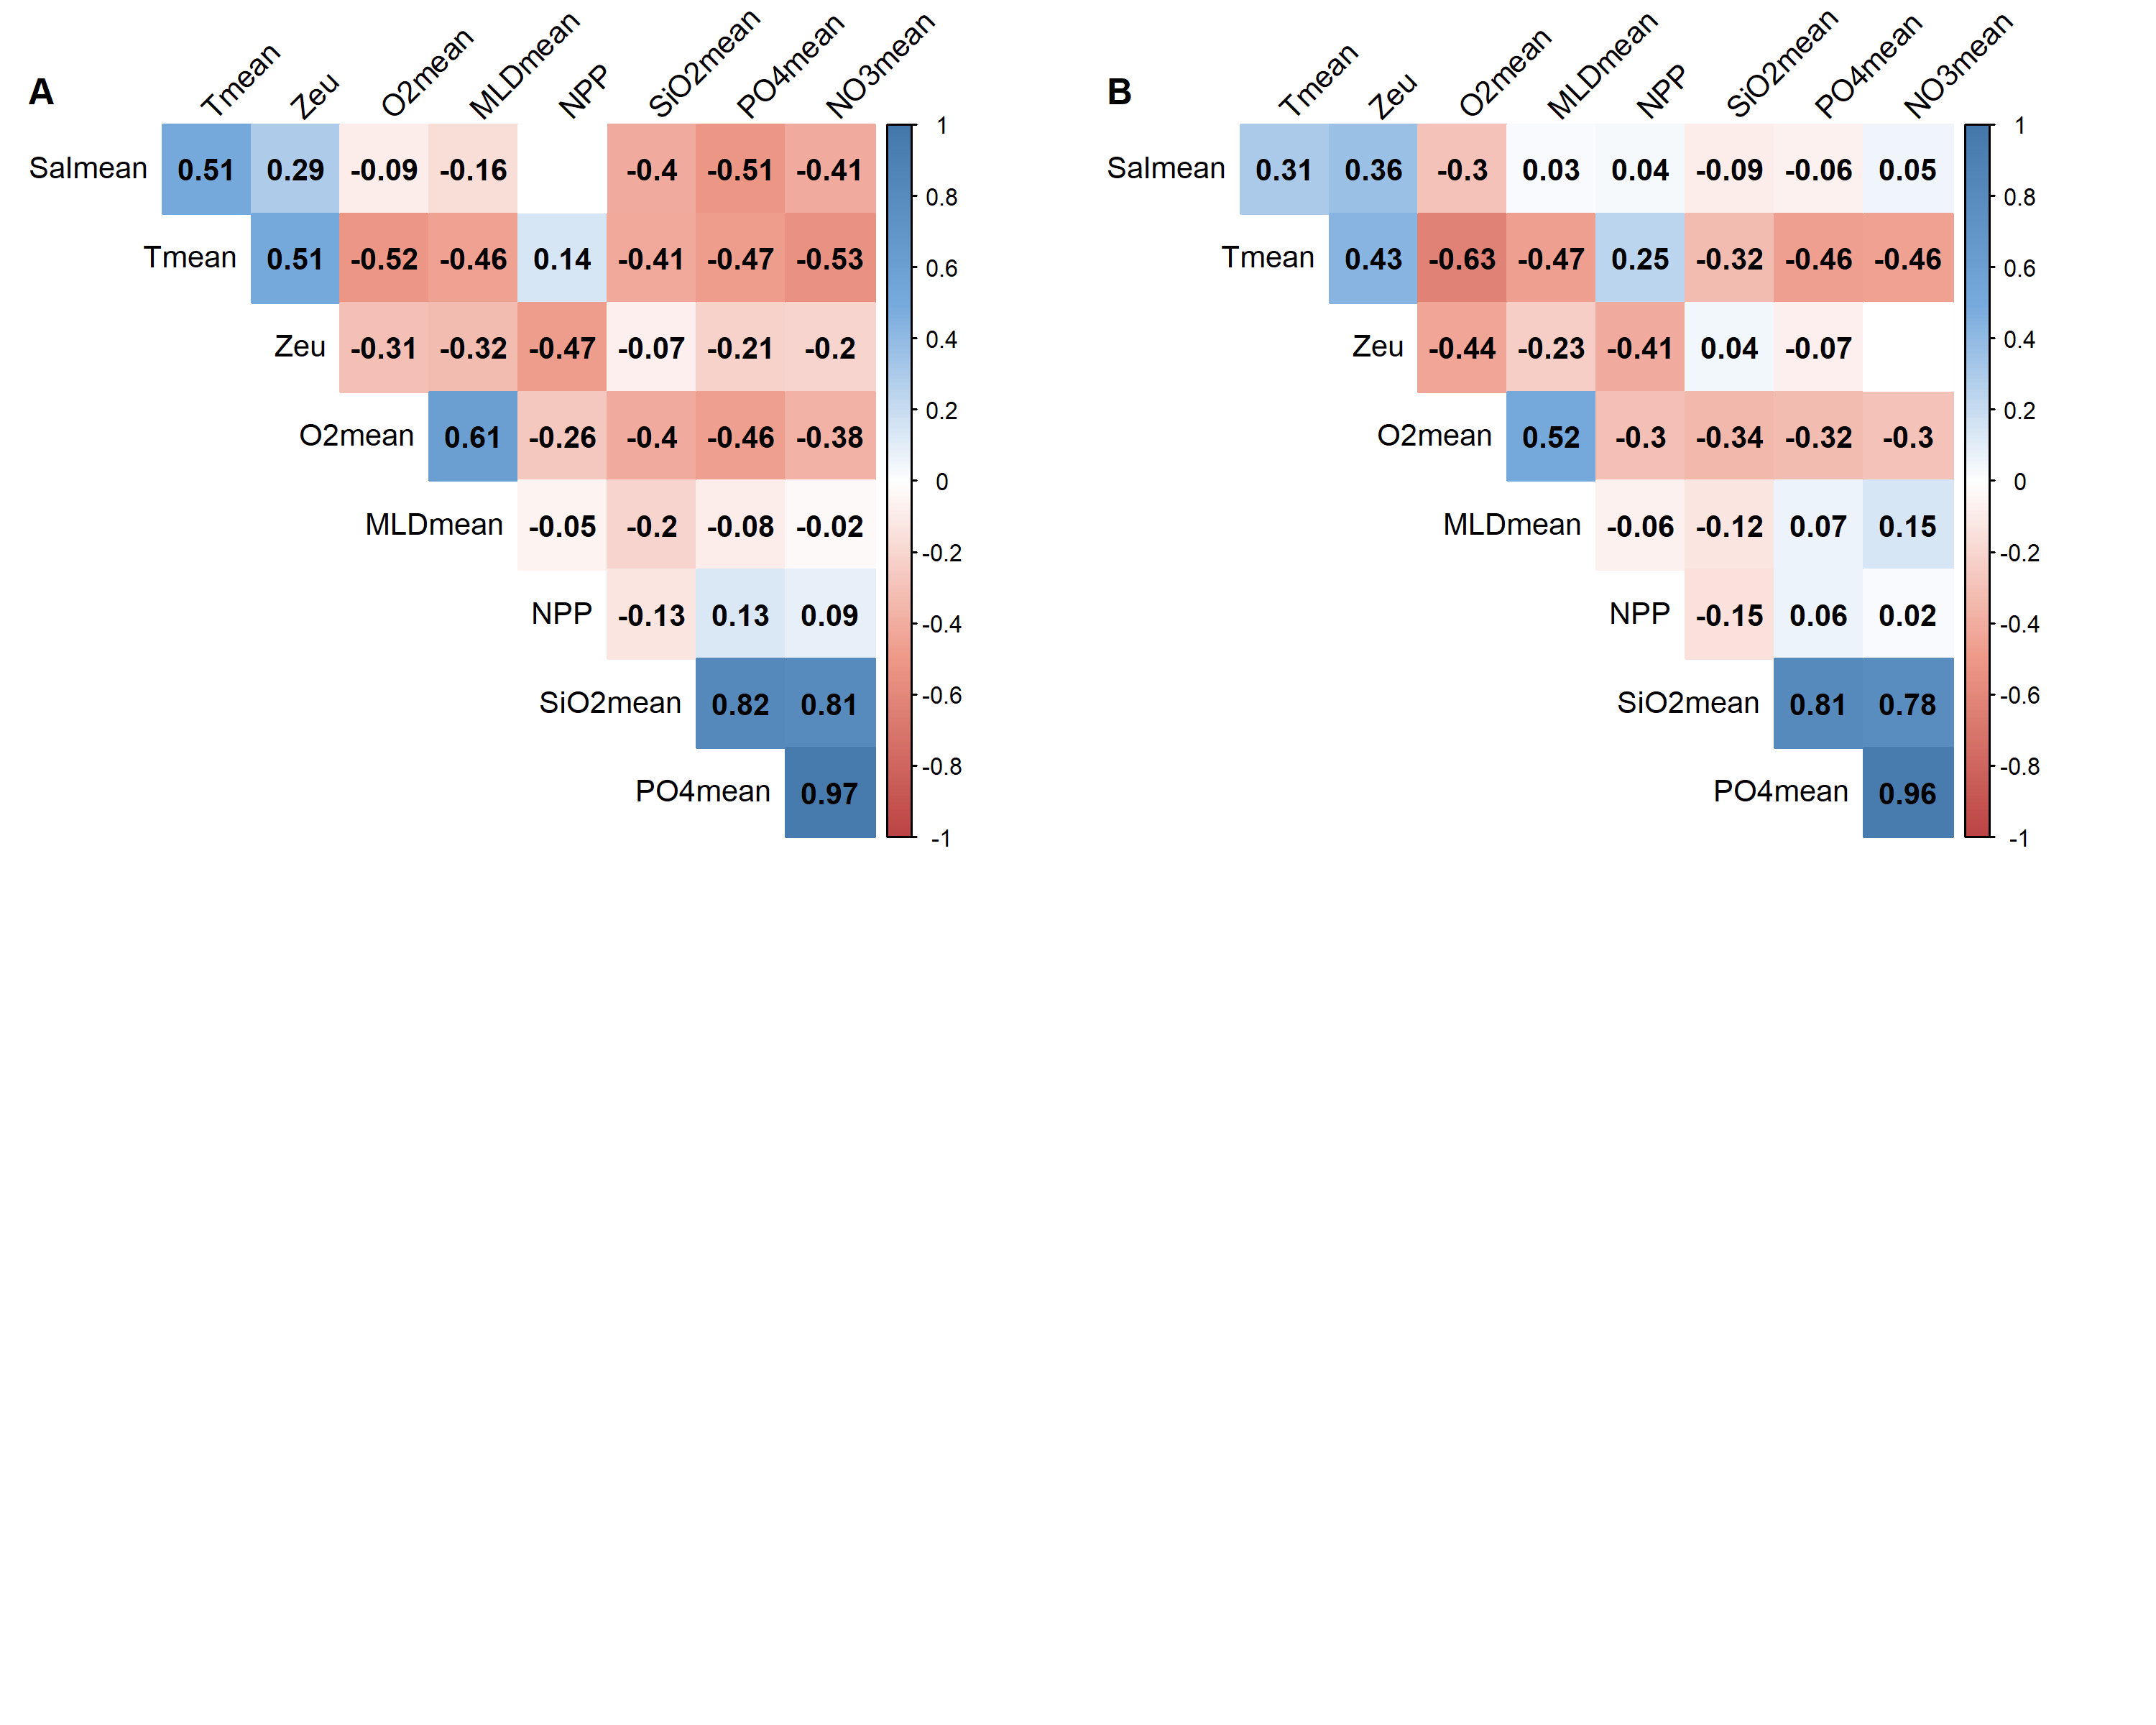 A
Tmean Zeu O2mean MLDmean NPP SiO2mean PO4mean NO3mean
Salmean 0.51 0.29 -0.09 -0.16 -0.4 -0.51 -0.41
Tmean 0.51 -0.52 -0.46 0.14 -0.41 -0.47 -0.53
Zeu -0.31 -0.32 -0.47 -0.07 -0.21 -0.2
O2mean 0.61 -0.26 -0.4 -0.46 -0.38
MLDmean -0.05 -0.2 -0.08 -0.02
NPP -0.13 0.13 0.09
SiO2mean 0.82 0.81
PO4mean 0.97
1
0.8
0.6
0.4
0.2
0
-0.2
-0.4
-0.6
-0.8
-1
B
Tmean Zeu O2mean MLDmean NPP SiO2mean PO4mean NO3mean
Salmean 0.31 0.36 -0.3 0.03 0.04 -0.09 -0.06 0.05
Tmean 0.43 -0.63 -0.47 0.25 -0.32 -0.46 -0.46
Zeu -0.44 -0.23 -0.41 0.04 -0.07
O2mean 0.52 -0.3 -0.34 -0.32 -0.3
MLDmean -0.06 -0.12 0.07 0.15
NPP -0.15 0.06 0.02
SiO2mean 0.81 0.78
PO4mean 0.96
1
0.8
0.6
0.4
0.2
0
-0.2
-0.4
-0.6
-0.8
-1